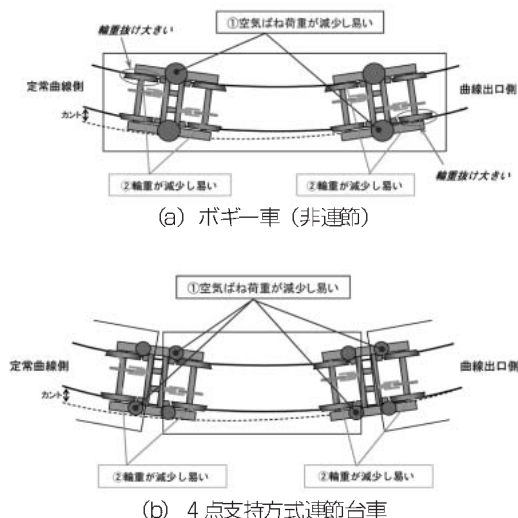 ①空気ばね荷重が減少し易い
輪重抜け大きい
定常曲線側
曲線出口側
カント
輪重抜け大きい
②輪重が減少し易い
②輪重が減少し易い
(a) ボギー車（非連節）
①空気ばね荷重が減少し易い
定常曲線側
曲線出口側
カント
②輪重が減少し易い
②輪重が減少し易い
(b) 4点支持方式連節台車